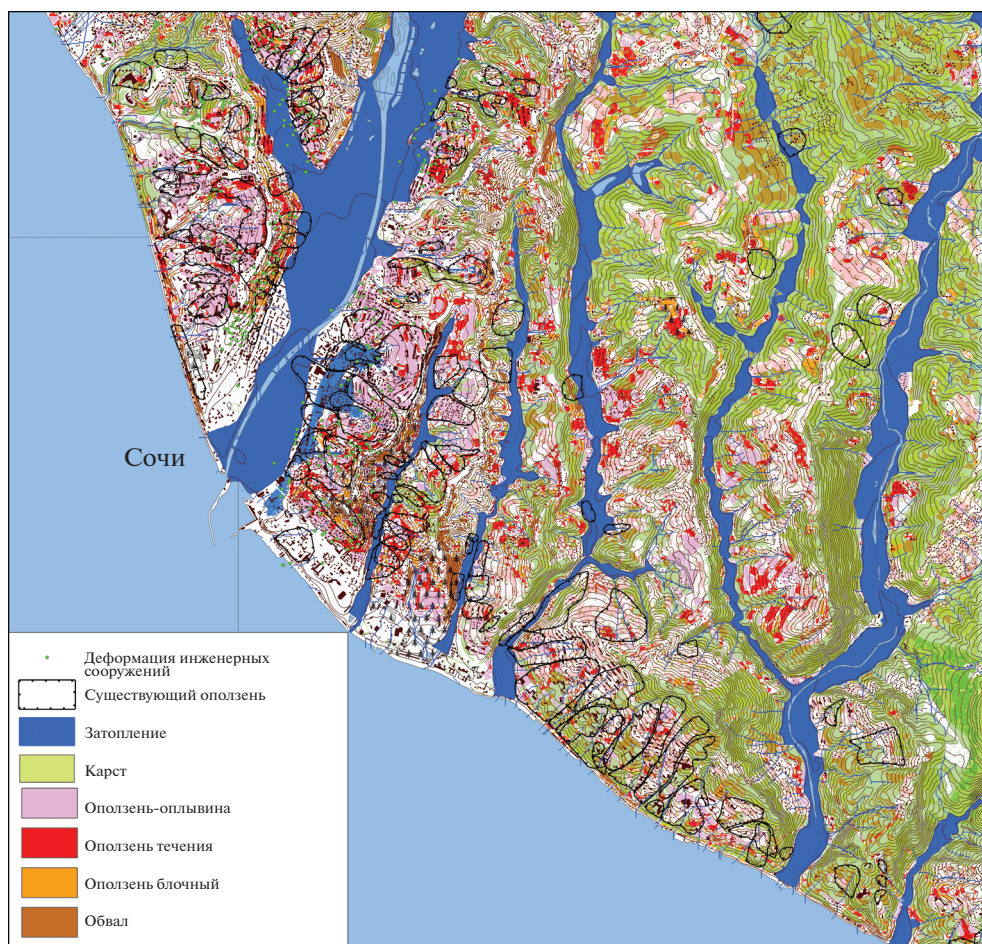 Сочи
Деформация инженерных
сооружений
Существующий оползень
Затопление
Карст
Оползень-оплывина
Оползень течения
Оползень блочный
Обвал